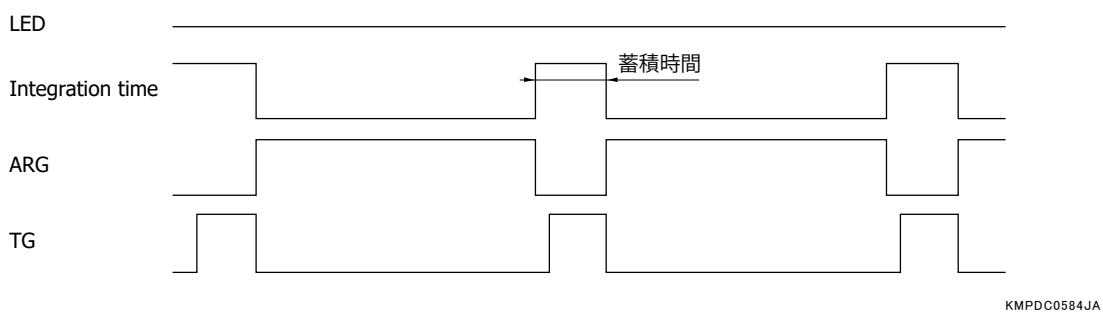 LED
蓄積時間
Integration time
ARG
TG
KMPDC0584JA